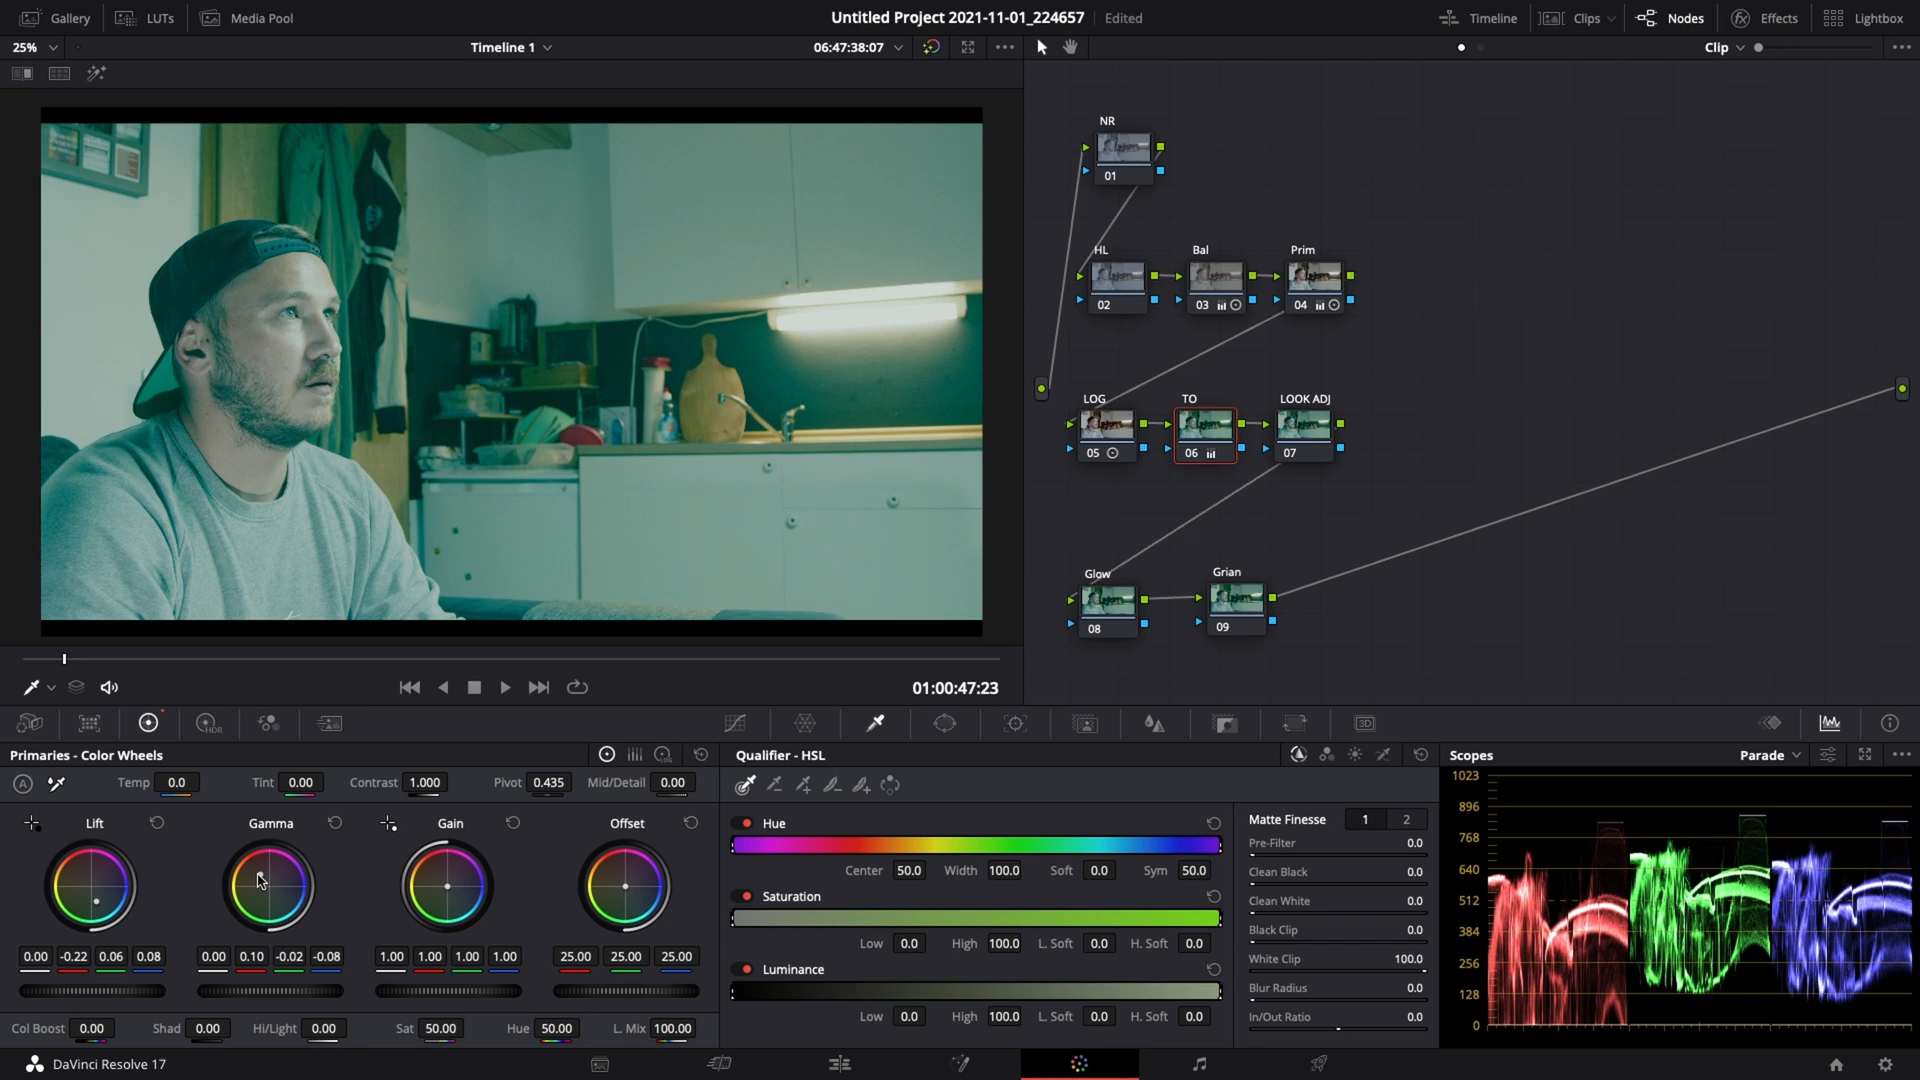 Gallery LUTs Media Pool Untitled Project 2021-11-01_224657 Edited Timeline Clips Nodes Effects Lightbox
25% Timeline 1 06:47:38:07 Clip
NR
01
HL Bal Prim
02 03 04
LOG TO LOOK ADJ
05 06 07
Glow Grian
08 09
01:00:47:23
HDR
3D
Primaries - Color Wheels
LOG
A Temp 0.0 Tint 0.00 Contrast 1.000 Pivot 0.435 Mid/Detail 0.00
Lift Gamma Gain Offset
0.00 -0.22 0.06 0.08 0.00 0.10 -0.02 -0.08 1.00 1.00 1.00 1.00 25.00 25.00 25.00
Col Boost 0.00 Shad 0.00 Hi/Light 0.00 Sat 50.00 Hue 50.00 L. Mix 100.00
Qualifier - HSL
Hue
Center 50.0 Width 100.0 Soft 0.0 Sym 50.0
Saturation
Low 0.0 High 100.0 L. Soft 0.0 H. Soft 0.0
Luminance
Low 0.0 High 100.0 L. Soft 0.0 H. Soft 0.0
Matte Finesse 1 2
Pre-Filter 0.0
Clean Black 0.0
Clean White 0.0
Black Clip 0.0
White Clip 100.0
Blur Radius 0.0
In/Out Ratio 0.0
Scopes Parade
1023
896
768
640
512
384
256
128
0
DaVinci Resolve 17